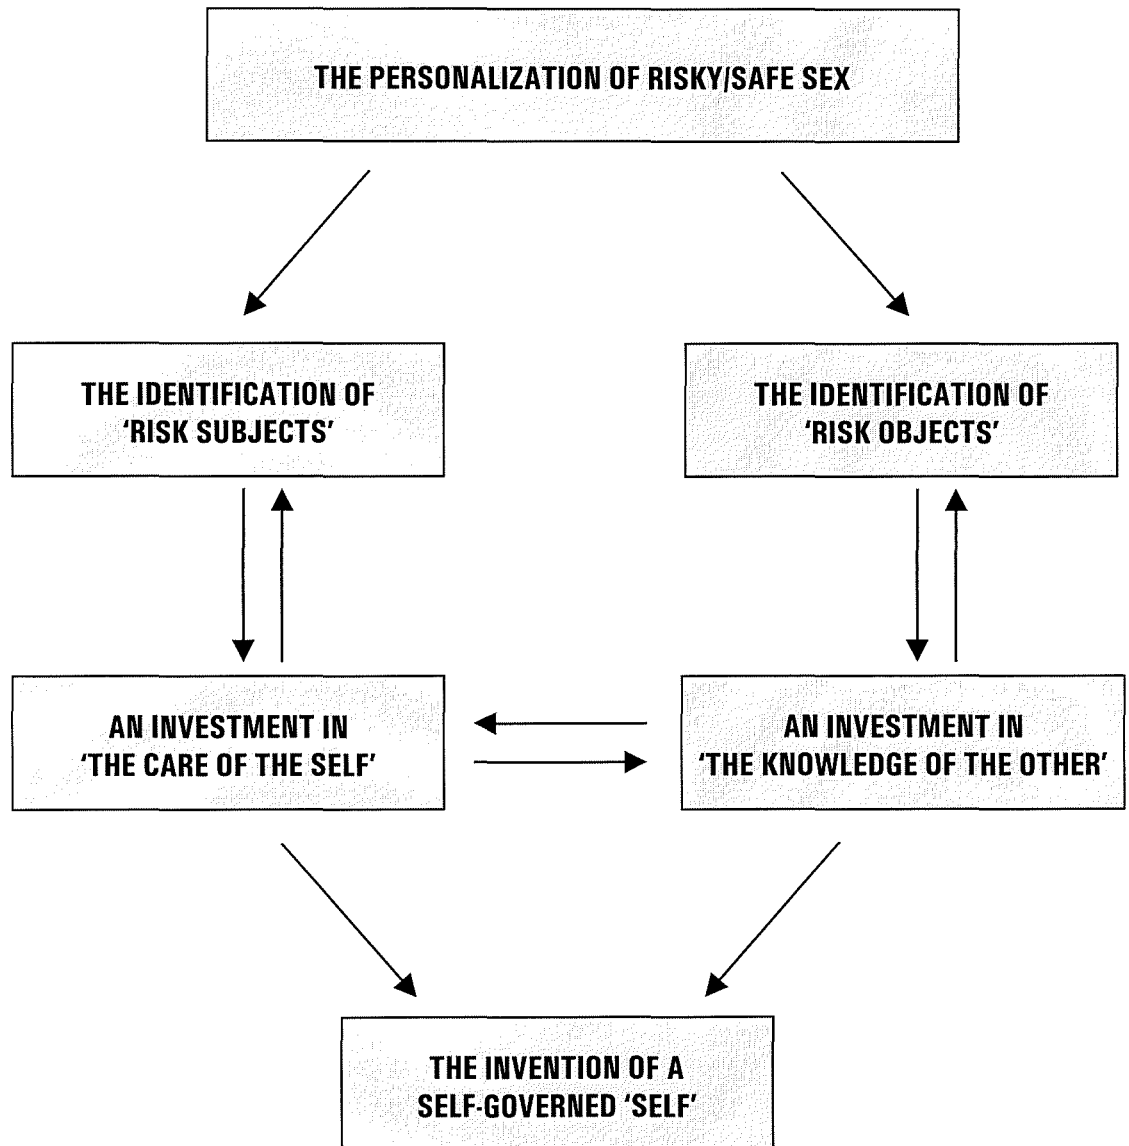 THE PERSONALIZATION OF RISKY/SAFE SEX
THE IDENTIFICATION OF
'RISK SUBJECTS'
THE IDENTIFICATION OF
'RISK OBJECTS'
AN INVESTMENT IN
'THE CARE OF THE SELF'
AN INVESTMENT IN
'THE KNOWLEDGE OF THE OTHER'
THE INVENTION OF A
SELF-GOVERNED 'SELF'